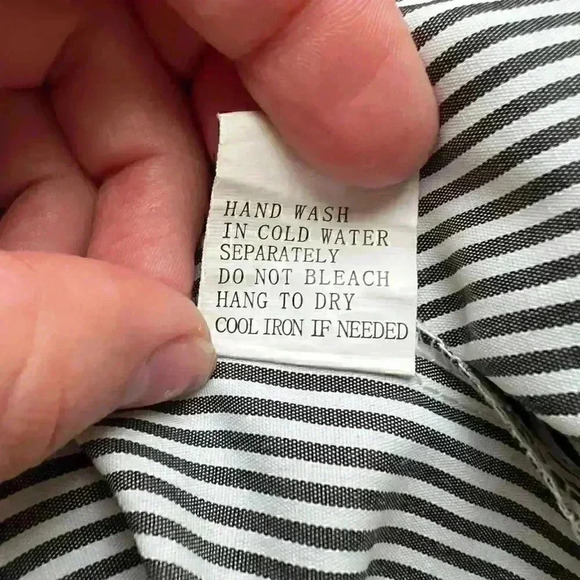 HAND WASH
IN COLD WATER
SEPARATELY
DO NOT BLEACH
HANG TO DRY
COOL IRON IF NEEDED